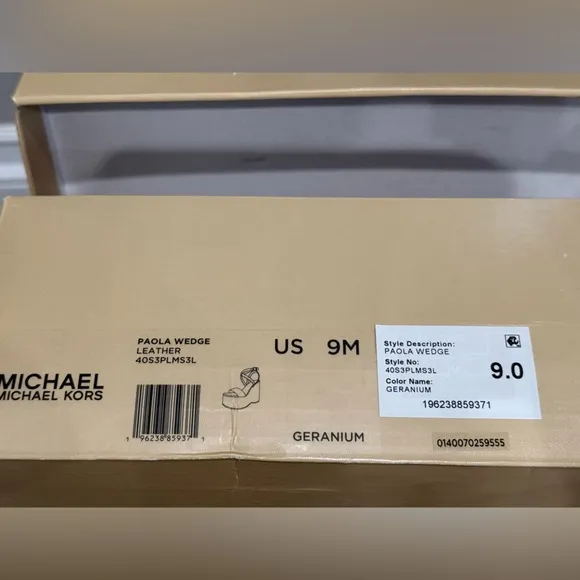 MICHAEL
MICHAEL KORS
PAOLA WEDGE
LEATHER
40S3PLMS3L
1 96238 85937 1
US 9M
GERANIUM
Style Description:
PAOLA WEDGE
Style No:
40S3PLMS3L
Color Name:
GERANIUM
9.0
196238859371
0140070259555